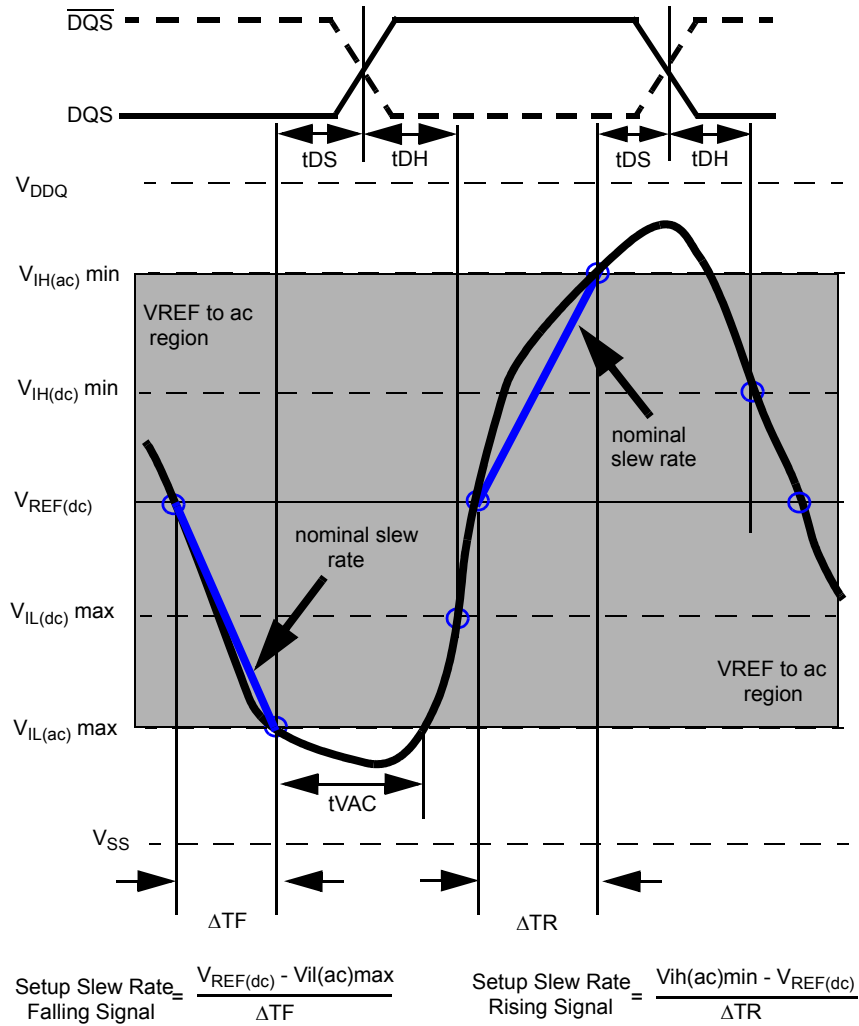 DQS
DQS
tDS
tDH
tDS
tDH
VDDQ
VIH(ac) min
VREF to ac
region
VIH(dc) min
nominal
slew rate
VREF(dc)
nominal slew
rate
VIL(dc) max
VREF to ac
region
VIL(ac) max
tVAC
VSS
ΔTF
ΔTR
Setup Slew Rate
Falling Signal
=
VREF(dc) - Vil(ac)max
ΔTF
Setup Slew Rate
Rising Signal
=
Vih(ac)min - VREF(dc)
ΔTR